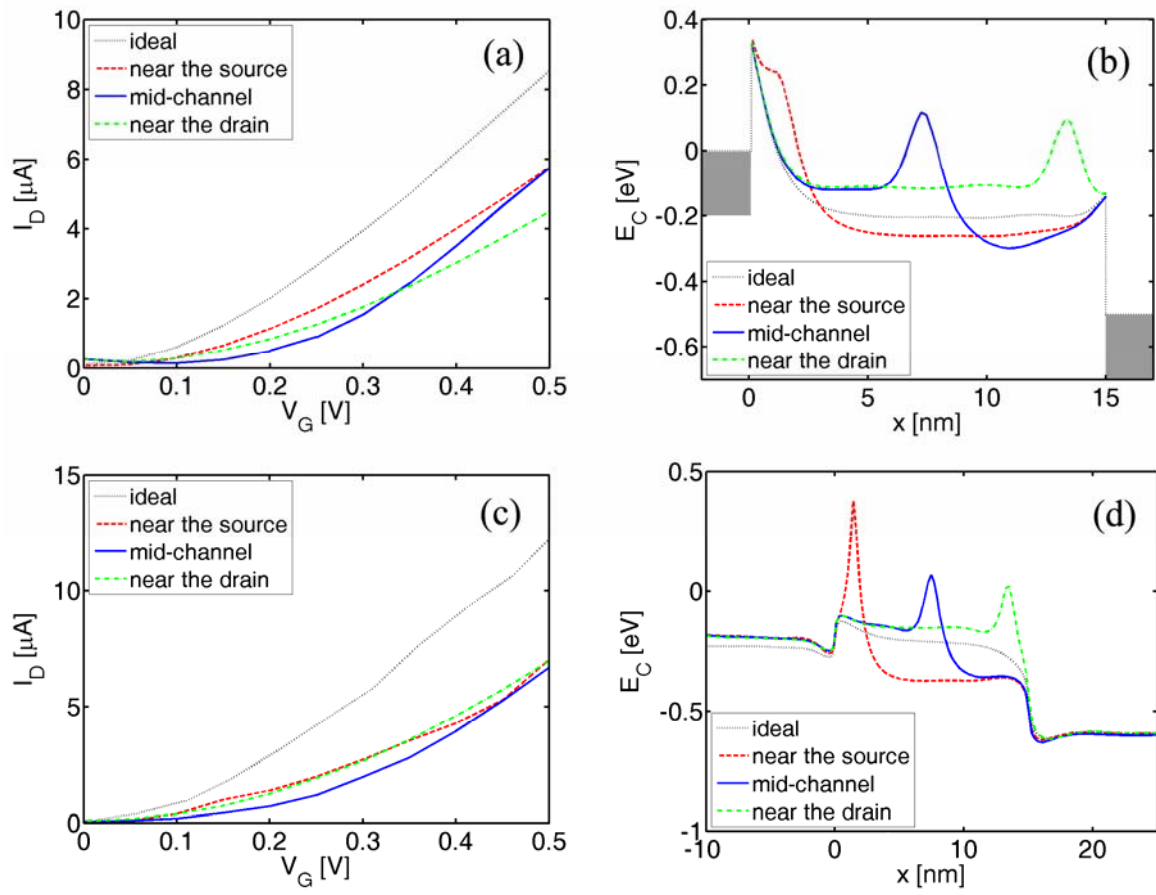 10
8
6
4
2
0
I_D [μA]
0
0.1
0.2
0.3
0.4
0.5
V_G [V]
ideal
near the source
mid-channel
near the drain
(a)
0.4
0.2
0
-0.2
-0.4
-0.6
E_C [eV]
0
5
10
15
x [nm]
ideal
near the source
mid-channel
near the drain
(b)
15
10
5
0
I_D [μA]
0
0.1
0.2
0.3
0.4
0.5
V_G [V]
ideal
near the source
mid-channel
near the drain
(c)
0.5
0
-0.5
-1
E_C [eV]
-10
0
10
20
x [nm]
ideal
near the source
mid-channel
near the drain
(d)